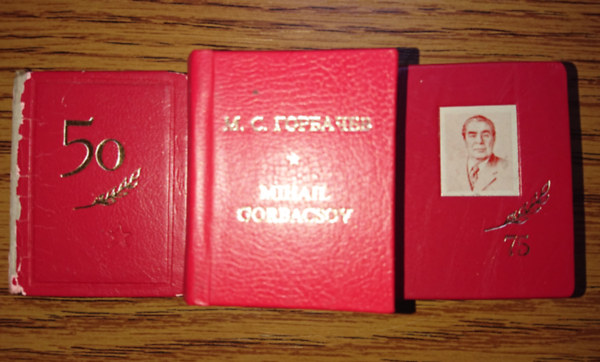 50
М. С. ГОРБАЧЕВ
MIHAIL
GORBACSOV
75